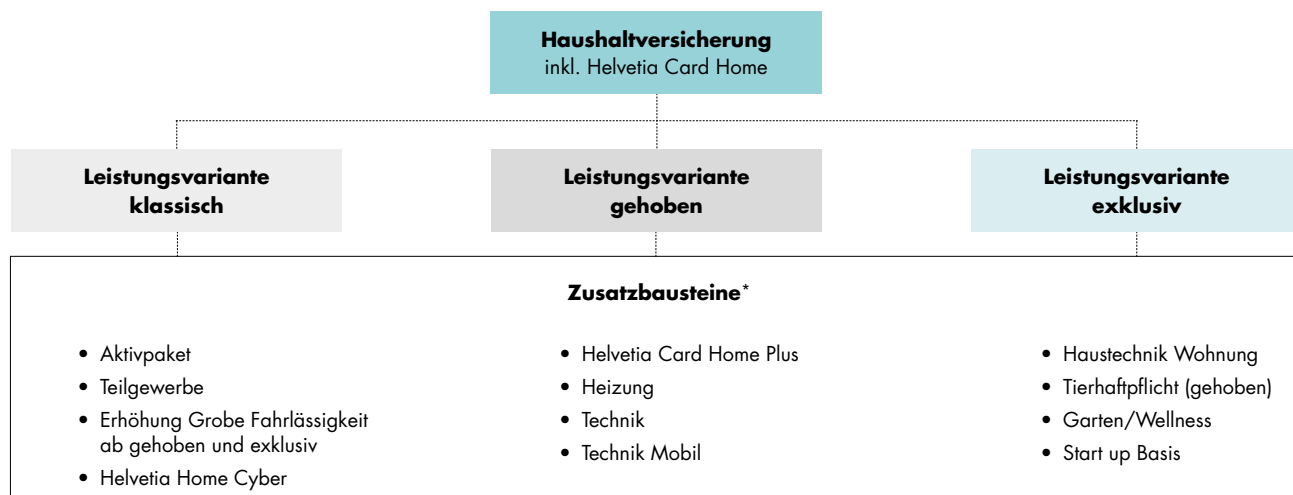 Haushaltversicherung
inkl. Helvetia Card Home
Leistungsvariante
klassisch
Leistungsvariante
gehoben
Leistungsvariante
exklusiv
Zusatzbausteine*
• Aktivpaket
• Teilgewerbe
• Erhöhung Grobe Fahrlässigkeit
ab gehoben und exklusiv
• Helvetia Home Cyber
• Helvetia Card Home Plus
• Heizung
• Technik
• Technik Mobil
• Haustechnik Wohnung
• Tierhaftpflicht (gehoben)
• Garten/Wellness
• Start up Basis